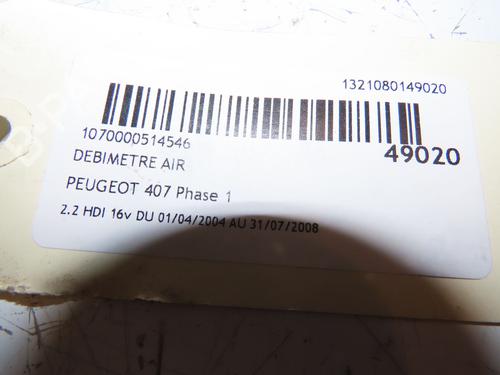 1321080149020
1070000514546
49020
DEBIMETRE AIR
PEUGEOT 407 Phase 1
2.2 HDI 16v DU 01/04/2004 AU 31/07/2008